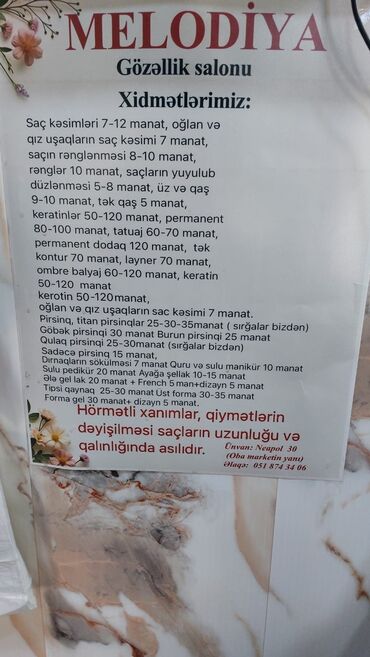 MELODİYA
Gözəllik salonu
Xidmətlərimiz:
Saç kəsimləri 7-12 manat, oğlan və
qız uşaqların saç kəsimi 7 manat,
saçın rənglənməsi 8-10 manat,
rənglər 10 manat, saçların yuyulub
düzlənməsi 5-8 manat, üz və qaş
9-10 manat, tək qaş 5 manat,
keratinlər 50-120 manat, permanent
80-100 manat, tatuaj 60-70 manat,
permanent dodaq 120 manat, tək
kontur 70 manat, layner 70 manat,
ombre balyaj 60-120 manat, keratin
50-120 manat
kerotin 50-120manat,
oğlan və qız uşaqların saç kəsimi 7 manat.
Pirsinq, titan pirsinqlar 25-30-35manat ( sırğalar bizdən)
Göbək pirsinqi 30 manat Burun pirsinqi 25 manat
Qulaq pirsinqi 25-30manat (sırğalar bizdən)
Sadəcə pirsinq 15 manat,
Dırnaqların sökülməsi 7 manat Quru və sulu manikür 10 manat
Sulu pedikür 20 manat Ayağa şellak 10-15 manat
Ələ gel lak 20 manat + French 5 man+dizayn 5 manat
Tipsi qaynaq 25-30 manat Ust forma 30-35 manat
Forma gel 30 manat+ dizayn 5 manat.
Hörmətli xanımlar, qiymətlərin
dəyişilməsi saçların uzunluğu və
qalınlığında asılıdır.
Ünvan: Neapol 30
(Oba marketin yanı)
Əlaqə: 051 874 34 06